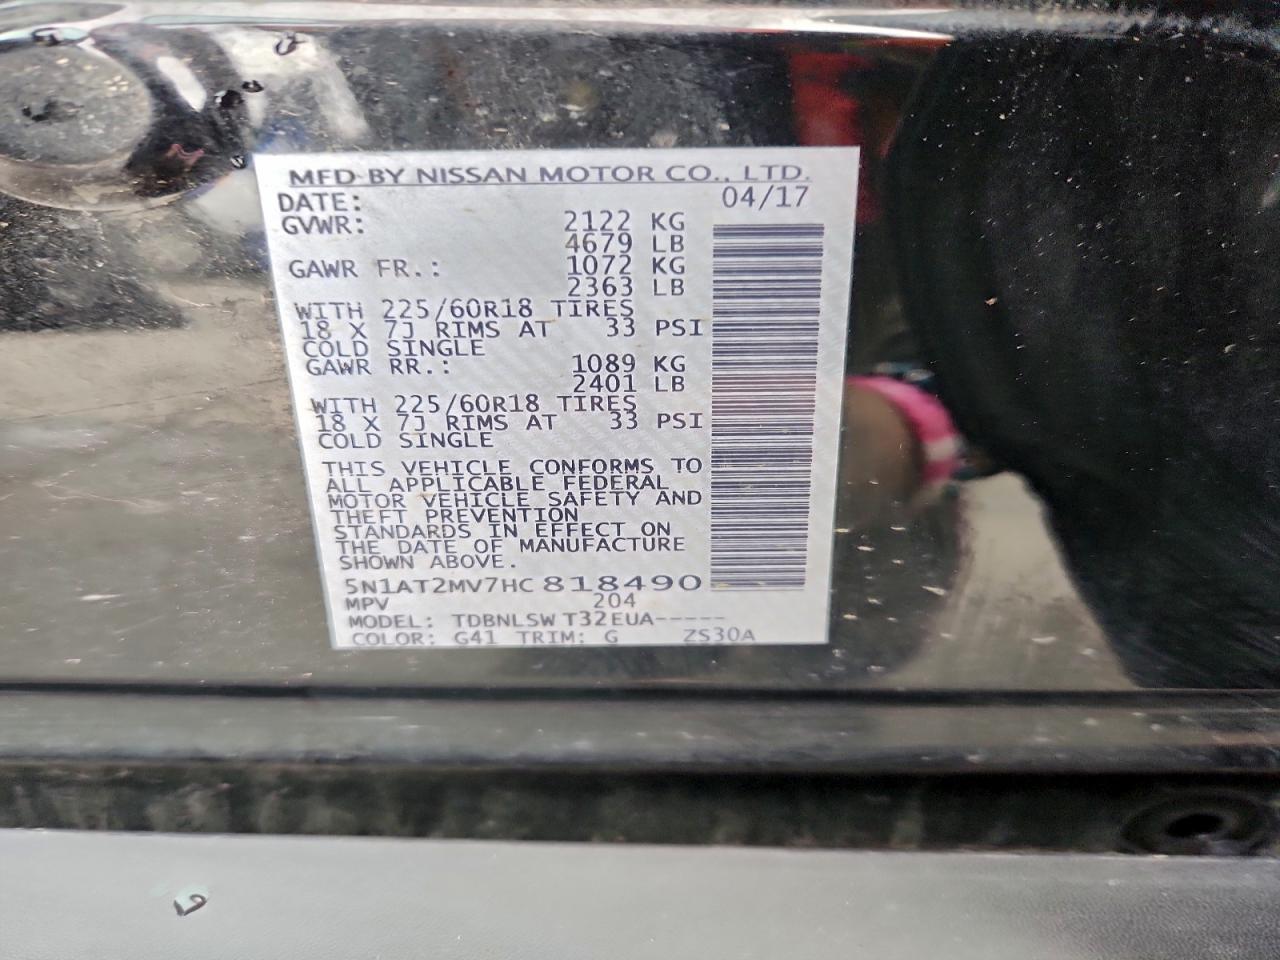 MFD BY NISSAN MOTOR CO., LTD.
DATE: 04/17
GVWR: 2122 KG
4679 LB
GAWR FR.: 1072 KG
2363 LB
WITH 225/60R18 TIRES
18 X 7J RIMS AT 33 PSI
COLD SINGLE
GAWR RR.: 1089 KG
2401 LB
WITH 225/60R18 TIRES
18 X 7J RIMS AT 33 PSI
COLD SINGLE
THIS VEHICLE CONFORMS TO
ALL APPLICABLE FEDERAL
MOTOR VEHICLE SAFETY AND
THEFT PREVENTION
STANDARDS IN EFFECT ON
THE DATE OF MANUFACTURE
SHOWN ABOVE.
5N1AT2MV7HC818490
MPV 204
MODEL: TDBNLSW T32EUA-----
COLOR: G41 TRIM: G ZS30A